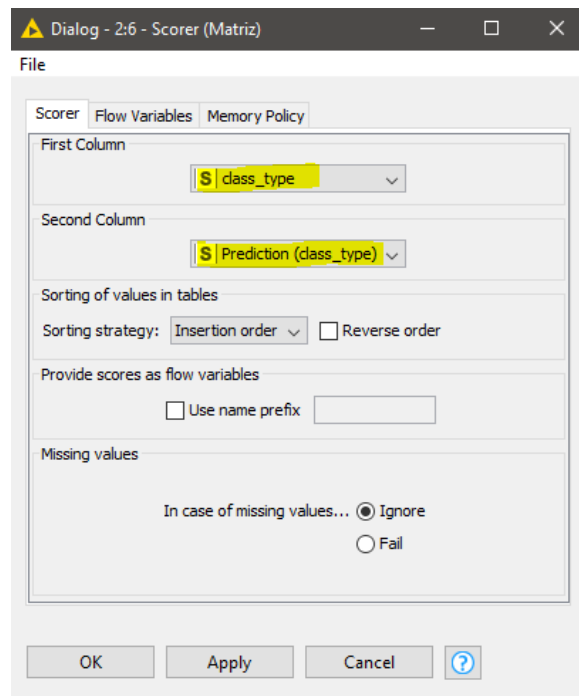 Dialog - 2:6 - Scorer (Matriz)
File
Scorer Flow Variables Memory Policy
First Column
S class_type
Second Column
S Prediction (class_type)
Sorting of values in tables
Sorting strategy: Insertion order Reverse order
Provide scores as flow variables
Use name prefix
Missing values
In case of missing values... Ignore
Fail
OK Apply Cancel ?